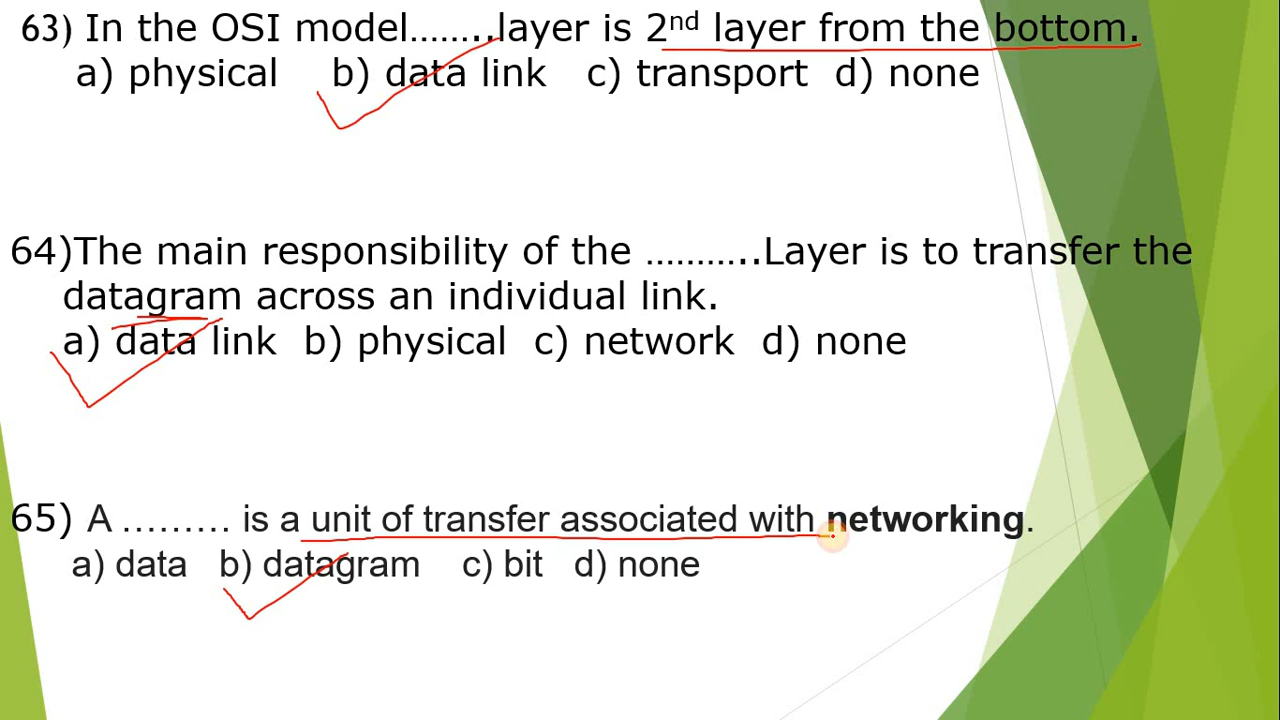 63) In the OSI model……..layer is 2nd layer from the bottom.
a) physical b) data link c) transport d) none
64)The main responsibility of the ………..Layer is to transfer the
datagram across an individual link.
a) data link b) physical c) network d) none
65) A ……… is a unit of transfer associated with networking.
a) data b) datagram c) bit d) none